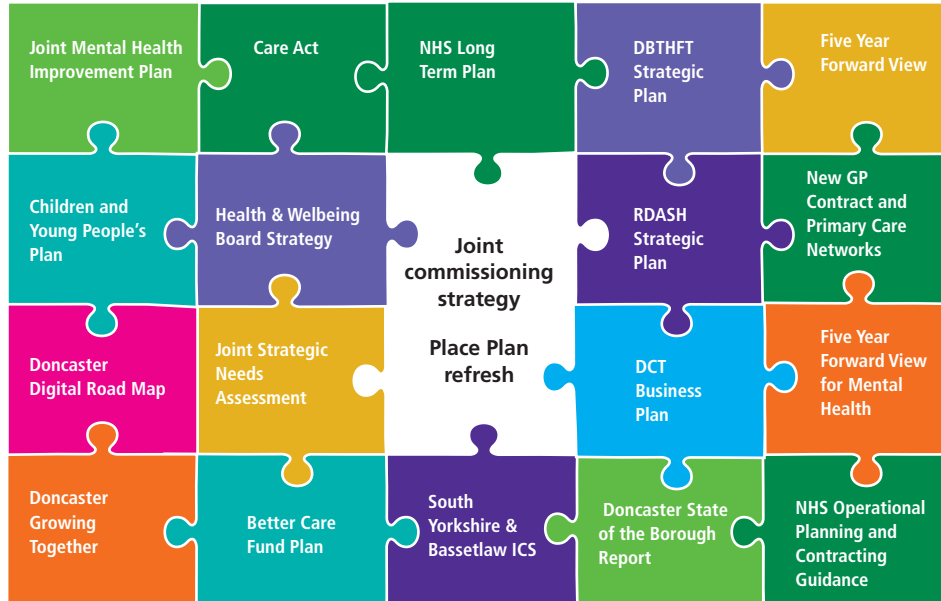 Joint Mental Health
Improvement Plan
Care Act
NHS Long
Term Plan
DBTHFT
Strategic
Plan
Five Year
Forward View
Children and
Young People's
Plan
Health & Welbeing
Board Strategy
Joint
commissioning
strategy
Place Plan
refresh
RDASH
Strategic
Plan
New GP
Contract and
Primary Care
Networks
Doncaster
Digital Road Map
Joint Strategic
Needs
Assessment
DCT
Business
Plan
Five Year
Forward View
for Mental
Health
Doncaster
Growing
Together
Better Care
Fund Plan
South
Yorkshire &
Bassetlaw ICS
Doncaster State
of the Borough
Report
NHS Operational
Planning and
Contracting
Guidance